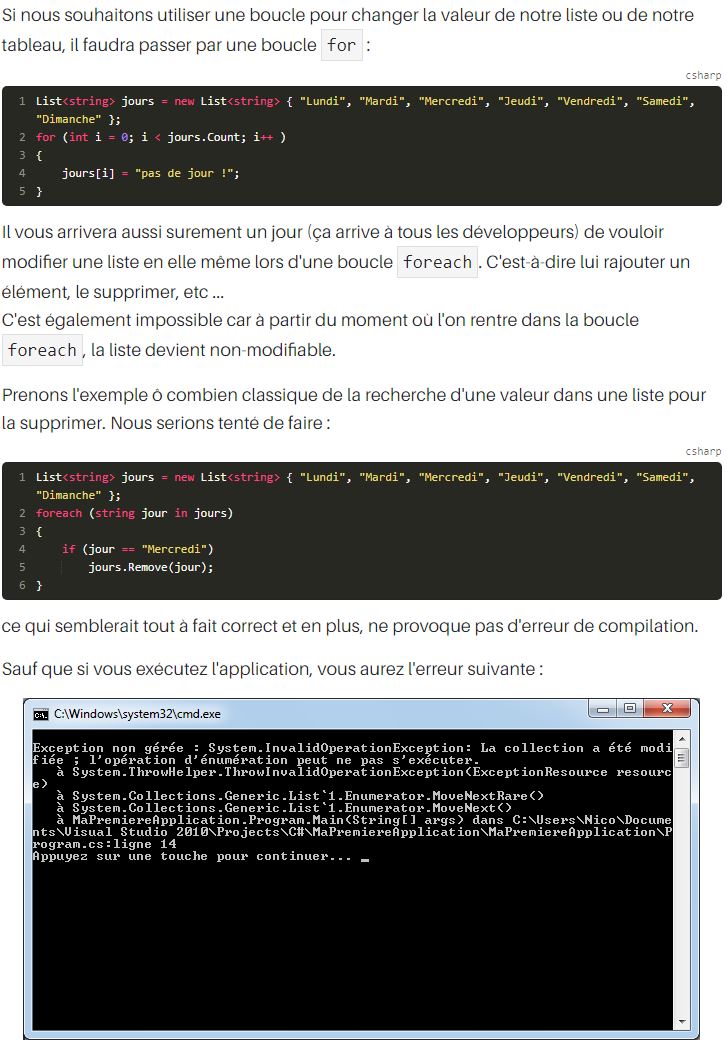 Si nous souhaitons utiliser une boucle pour changer la valeur de notre liste ou de notre
tableau, il faudra passer par une boucle for :
csharp
1 List<string> jours = new List<string> { "Lundi", "Mardi", "Mercredi", "Jeudi", "Vendredi", "Samedi",
"Dimanche" };
2 for (int i = 0; i < jours.Count; i++ )
3 {
4 jours[i] = "pas de jour !";
5 }
Il vous arrivera aussi surement un jour (ça arrive à tous les développeurs) de vouloir
modifier une liste en elle même lors d'une boucle foreach . C'est-à-dire lui rajouter un
élément, le supprimer, etc ...
C'est également impossible car à partir du moment où l'on rentre dans la boucle
foreach , la liste devient non-modifiable.
Prenons l'exemple ô combien classique de la recherche d'une valeur dans une liste pour
la supprimer. Nous serions tenté de faire :
csharp
1 List<string> jours = new List<string> { "Lundi", "Mardi", "Mercredi", "Jeudi", "Vendredi", "Samedi",
"Dimanche" };
2 foreach (string jour in jours)
3 {
4 if (jour == "Mercredi")
5 jours.Remove(jour);
6 }
ce qui semblerait tout à fait correct et en plus, ne provoque pas d'erreur de compilation.
Sauf que si vous exécutez l'application, vous aurez l'erreur suivante :
C:\Windows\system32\cmd.exe
Exception non gérée : System.InvalidOperationException: La collection a été modi
fiée ; l'opération d'énumération peut ne pas s'exécuter.
à System.ThrowHelper.ThrowInvalidOperationException(ExceptionResource resourc
e)
à System.Collections.Generic.List`1.Enumerator.MoveNextRare()
à System.Collections.Generic.List`1.Enumerator.MoveNext()
à MaPremiereApplication.Program.Main(String[] args) dans C:\Users\Nico\Docume
nts\Visual Studio 2010\Projects\C#\MaPremiereApplication\MaPremiereApplication\P
rogram.cs:ligne 14
Appuyez sur une touche pour continuer... _